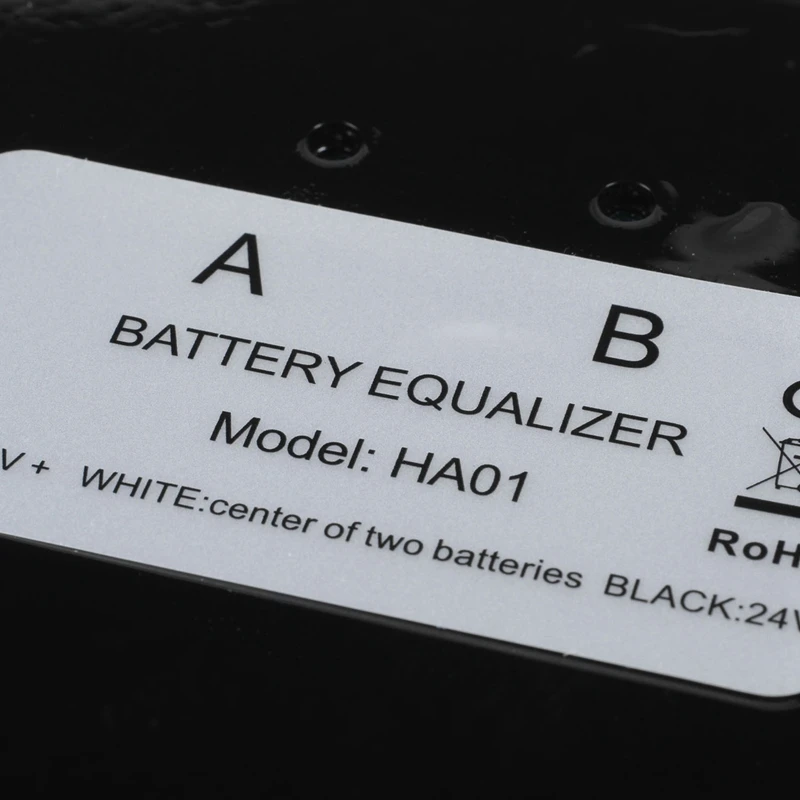 A B
BATTERY EQUALIZER
Model: HA01
V + WHITE:center of two batteries BLACK:24V
RoH